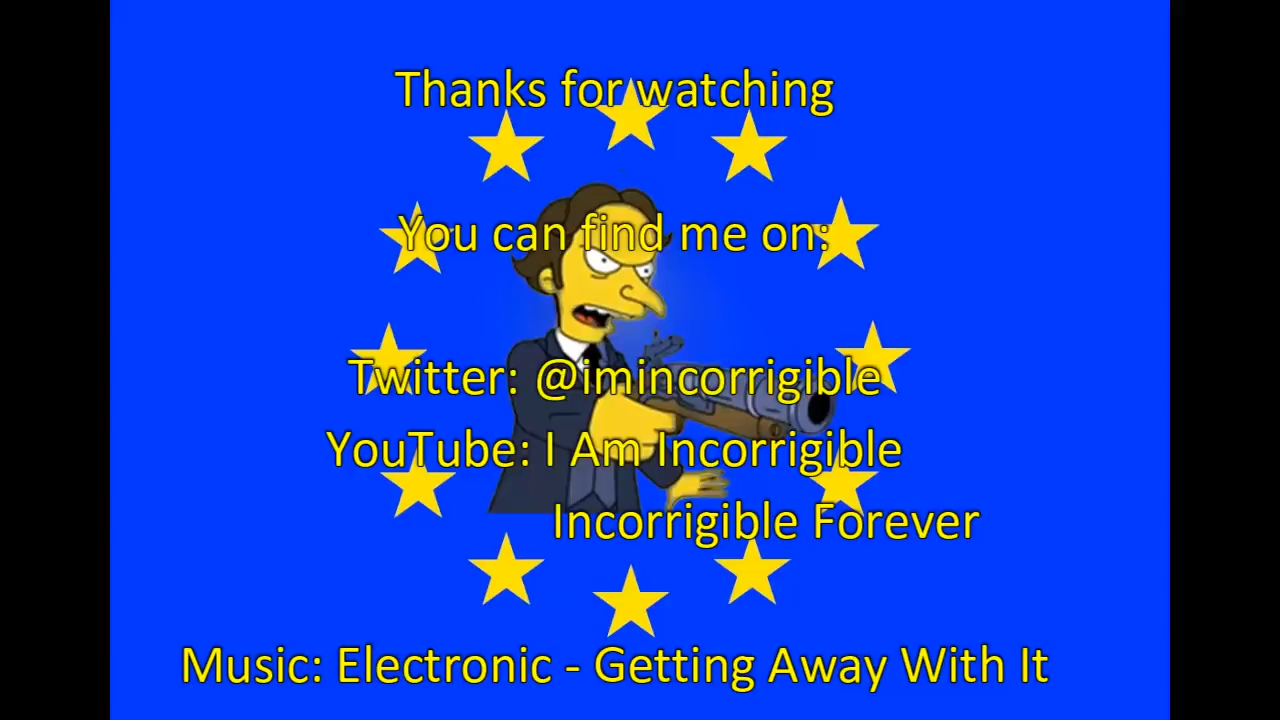 Thanks for watching
You can find me on:
Twitter: @imincorrigible
YouTube: I Am Incorrigible
Incorrigible Forever
Music: Electronic - Getting Away With It